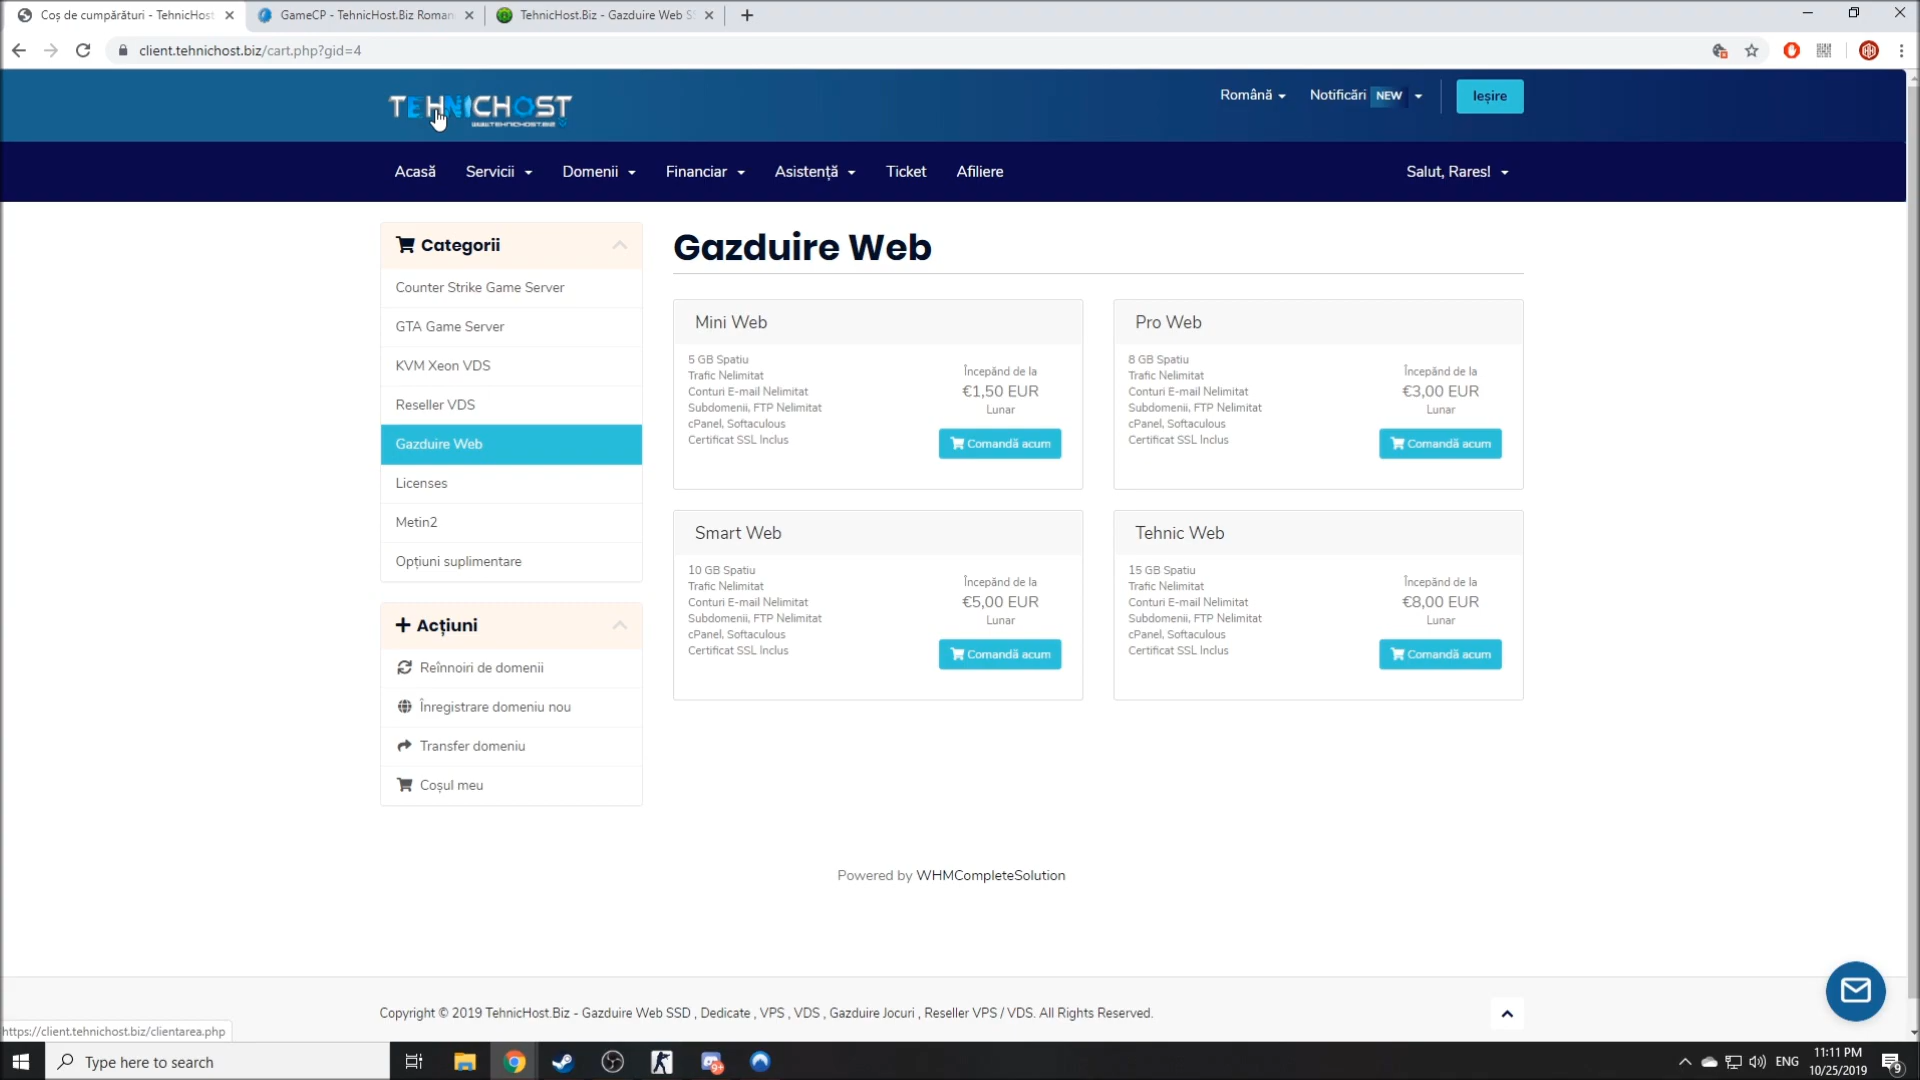 Coș de cumpărături - TehnicHost
GameCP - TehnicHost.Biz Roman
TehnicHost.Biz - Gazduire Web S
client.tehnichost.biz/cart.php?gid=4
TEHNICHOST
WWW.TEHNICHOST.BIZ
Română
Notificări NEW
Ieșire
Acasă
Servicii
Domenii
Financiar
Asistență
Ticket
Afiliere
Salut, Rares!
Categorii
Counter Strike Game Server
GTA Game Server
KVM Xeon VDS
Reseller VDS
Gazduire Web
Licenses
Metin2
Opțiuni suplimentare
Acțiuni
Reînnoiri de domenii
Înregistrare domeniu nou
Transfer domeniu
Coșul meu
Gazduire Web
Mini Web
5 GB Spatiu
Trafic Nelimitat
Conturi E-mail Nelimitat
Subdomenii, FTP Nelimitat
cPanel, Softaculous
Certificat SSL Inclus
Începând de la
€1,50 EUR
Lunar
Comandă acum
Pro Web
8 GB Spatiu
Trafic Nelimitat
Conturi E-mail Nelimitat
Subdomenii, FTP Nelimitat
cPanel, Softaculous
Certificat SSL Inclus
Începând de la
€3,00 EUR
Lunar
Comandă acum
Smart Web
10 GB Spatiu
Trafic Nelimitat
Conturi E-mail Nelimitat
Subdomenii, FTP Nelimitat
cPanel, Softaculous
Certificat SSL Inclus
Începând de la
€5,00 EUR
Lunar
Comandă acum
Tehnic Web
15 GB Spatiu
Trafic Nelimitat
Conturi E-mail Nelimitat
Subdomenii, FTP Nelimitat
cPanel, Softaculous
Certificat SSL Inclus
Începând de la
€8,00 EUR
Lunar
Comandă acum
Powered by WHMCompleteSolution
Copyright © 2019 TehnicHost.Biz - Gazduire Web SSD , Dedicate , VPS , VDS , Gazduire Jocuri , Reseller VPS / VDS. All Rights Reserved.
https://client.tehnichost.biz/clientarea.php
Type here to search
9+
ENG
11:11 PM
10/25/2019
9